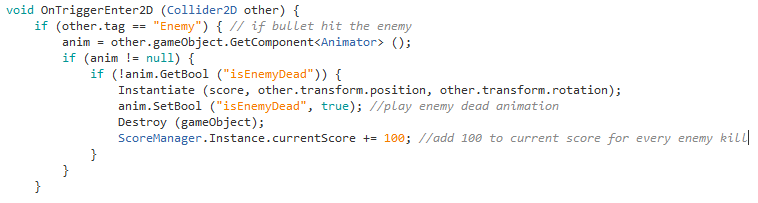 void OnTriggerEnter2D (Collider2D other) {
if (other.tag == "Enemy") { // if bullet hit the enemy
anim = other.gameObject.GetComponent<Animator> ();
if (anim != null) {
if (!anim.GetBool ("isEnemyDead")) {
Instantiate (score, other.transform.position, other.transform.rotation);
anim.SetBool ("isEnemyDead", true); //play enemy dead animation
Destroy (gameObject);
ScoreManager.Instance.currentScore += 100; //add 100 to current score for every enemy kill
}
}
}